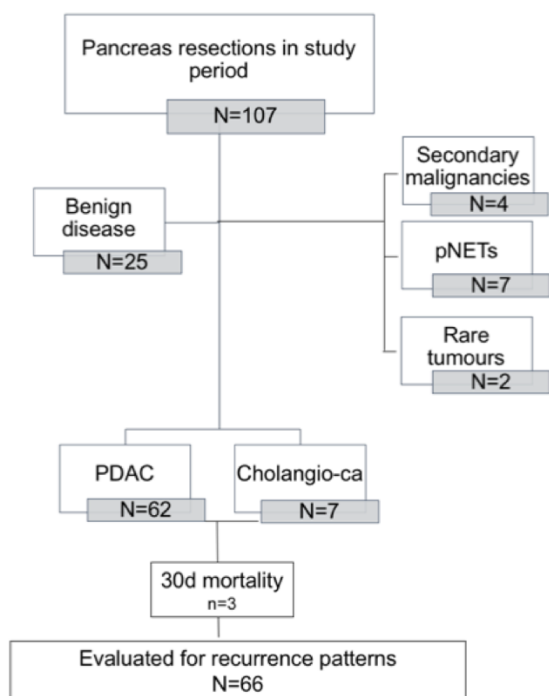 Pancreas resections in study
period
N=107
Secondary
malignancies
N=4
Benign
disease
N=25
pNETs
N=7
Rare
tumours
N=2
PDAC
N=62
Cholangio-ca
N=7
30d mortality
n=3
Evaluated for recurrence patterns
N=66